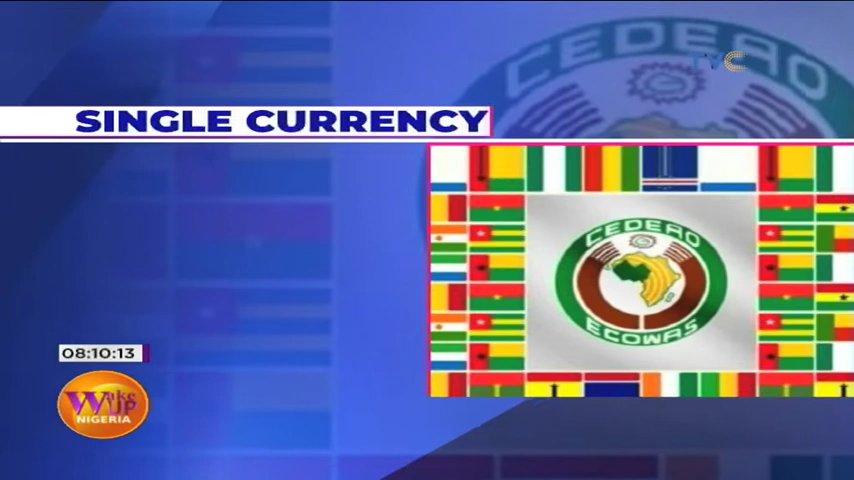 CEDEAO
TVC
SINGLE CURRENCY
CEDEAO
ECOWAS
08:10:13
Wake
UP
NIGERIA